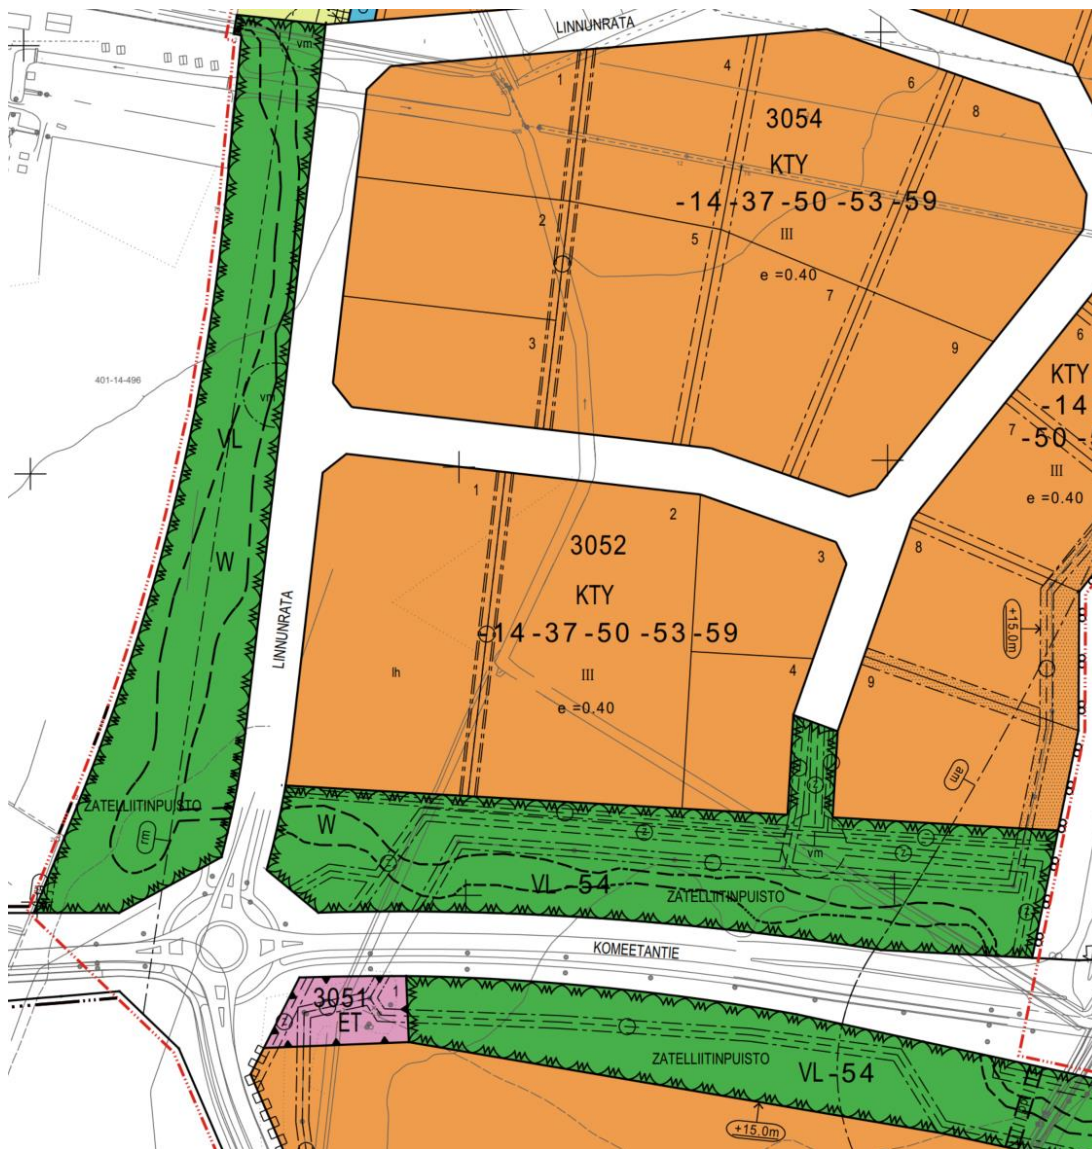 LINNUNRATA
vm
1
4
6
8
3054
KTY
-14 -37 -50 -53 -59
III
e =0.40
2
5
7
3
9
401-14-496
vm
VL
W
LINNUNRATA
6
KTY
-14
7
-50 -
III
e =0.40
1
2
3
3052
KTY
-14 -37 -50 -53 -59
III
e =0.40
lh
4
8
9
+15.0m
am
ZATELLIITINPUISTO
W
vm
VL -54
ZATELLIITINPUISTO
KOMEETANTIE
3051
1
ET
ZATELLIITINPUISTO
VL -54
+15.0m